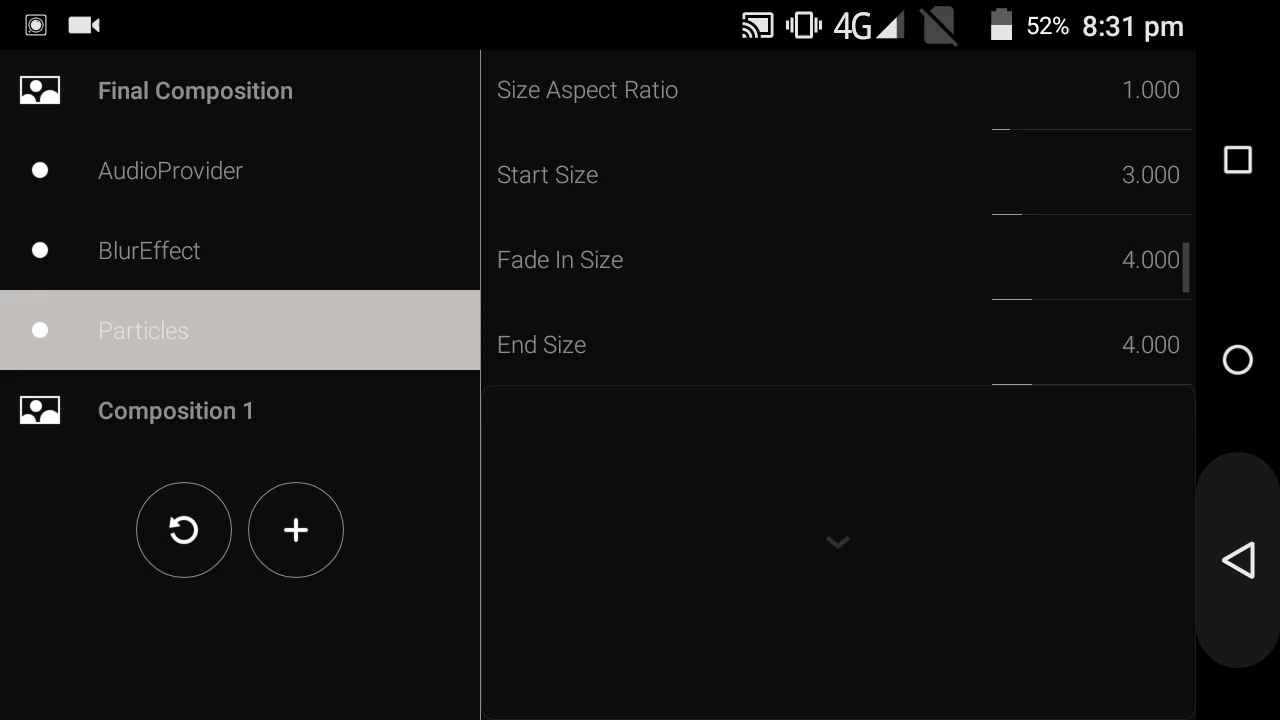 4G 52% 8:31 pm
Final Composition
AudioProvider
BlurEffect
Particles
Composition 1
Size Aspect Ratio 1.000
Start Size 3.000
Fade In Size 4.000
End Size 4.000